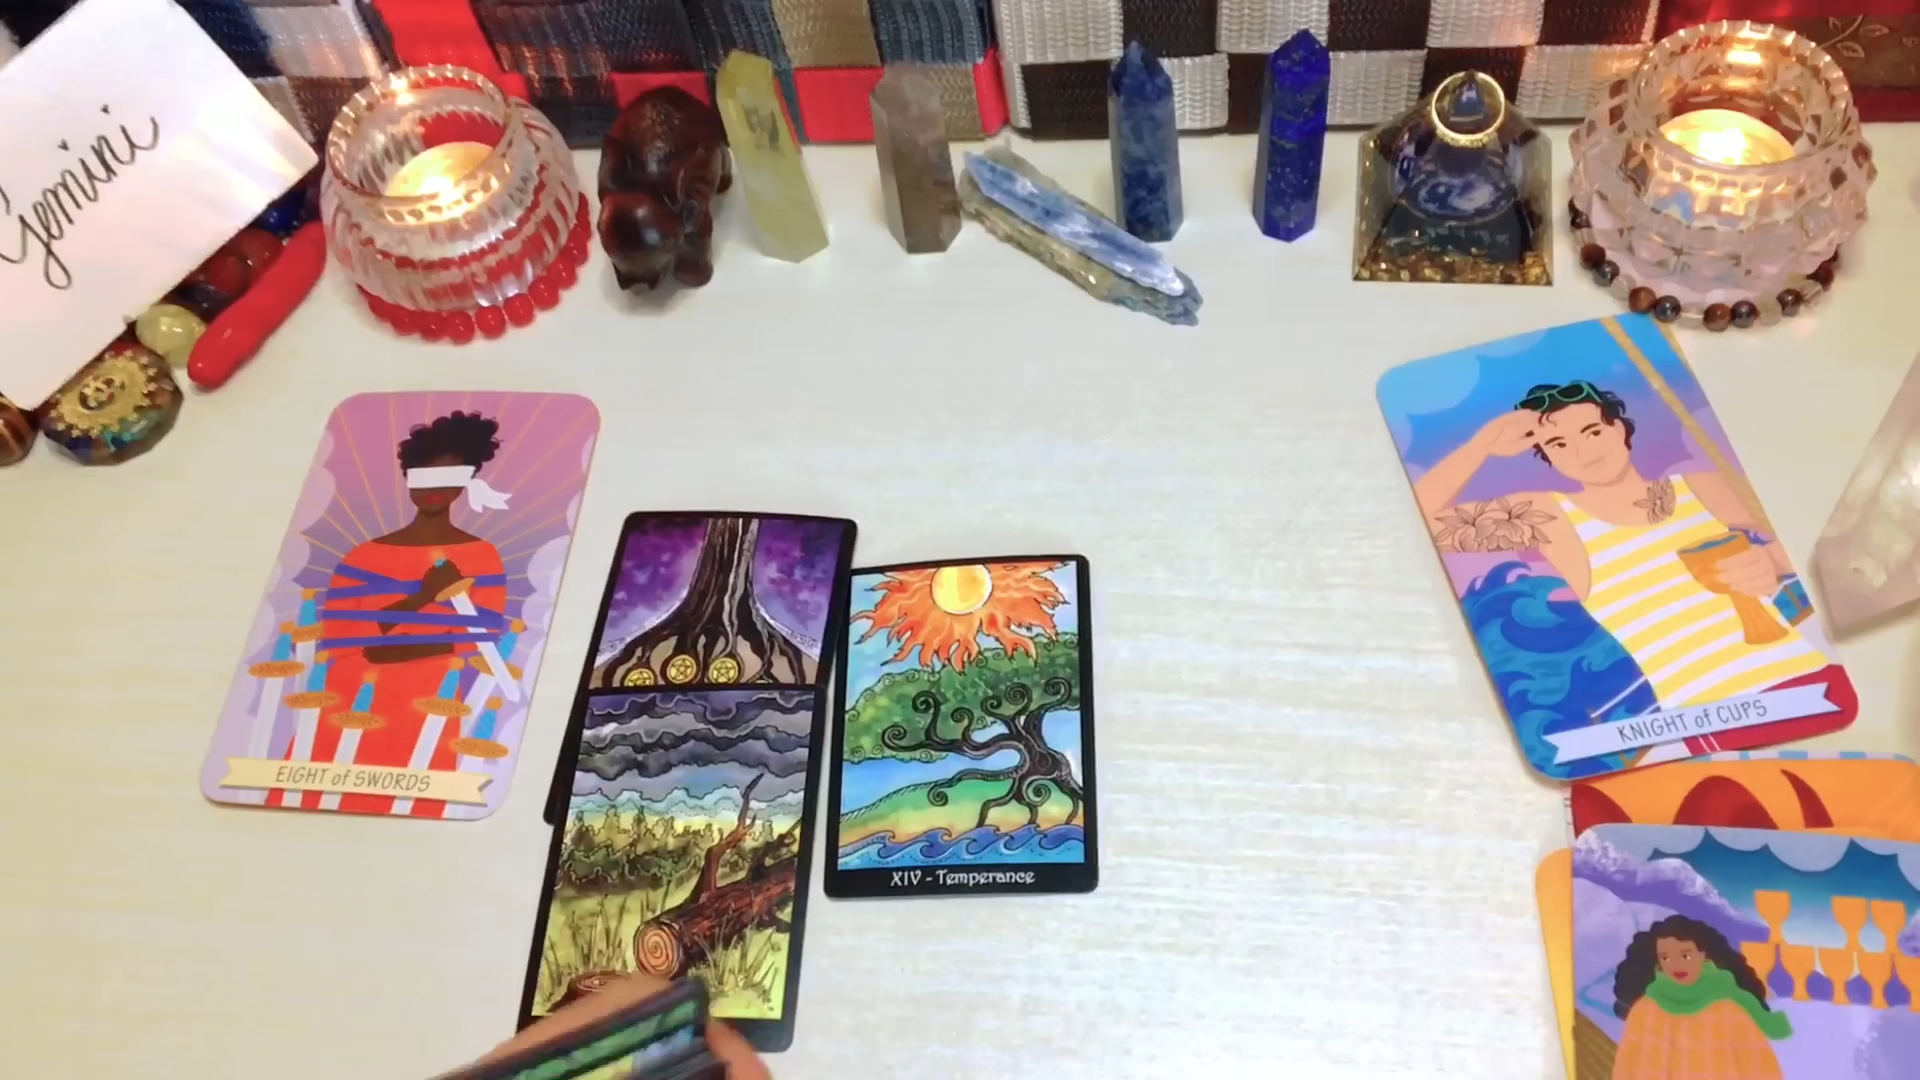 Gemini
EIGHT of SWORDS
XIV - Temperance
KNIGHT of CUPS